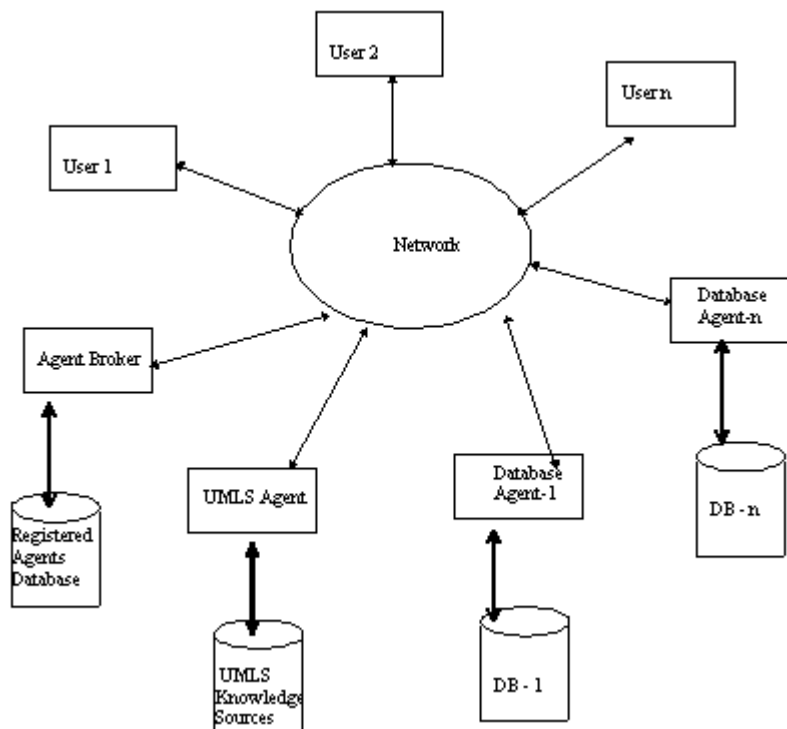 User 2
User n
User 1
Network
Database
Agent-n
Agent Broker
UMLS Agent
Database
Agent-1
DB - n
Registered
Agents
Database
UMLS
Knowledge
Sources
DB - 1